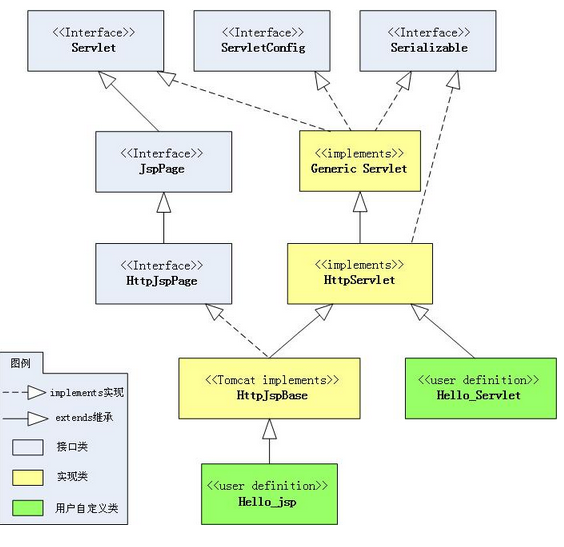 <<Interface>>
Servlet
<<Interface>>
ServletConfig
<<Interface>>
Serializable
<<Interface>>
JspPage
<<implements>>
Generic Servlet
<<Interface>>
HttpJspPage
<<implements>>
HttpServlet
<<Tomcat implements>>
HttpJspBase
<<user definition>>
Hello_Servlet
<<user definition>>
Hello_jsp
图例
implements实现
extends继承
接口类
实现类
用户自定义类